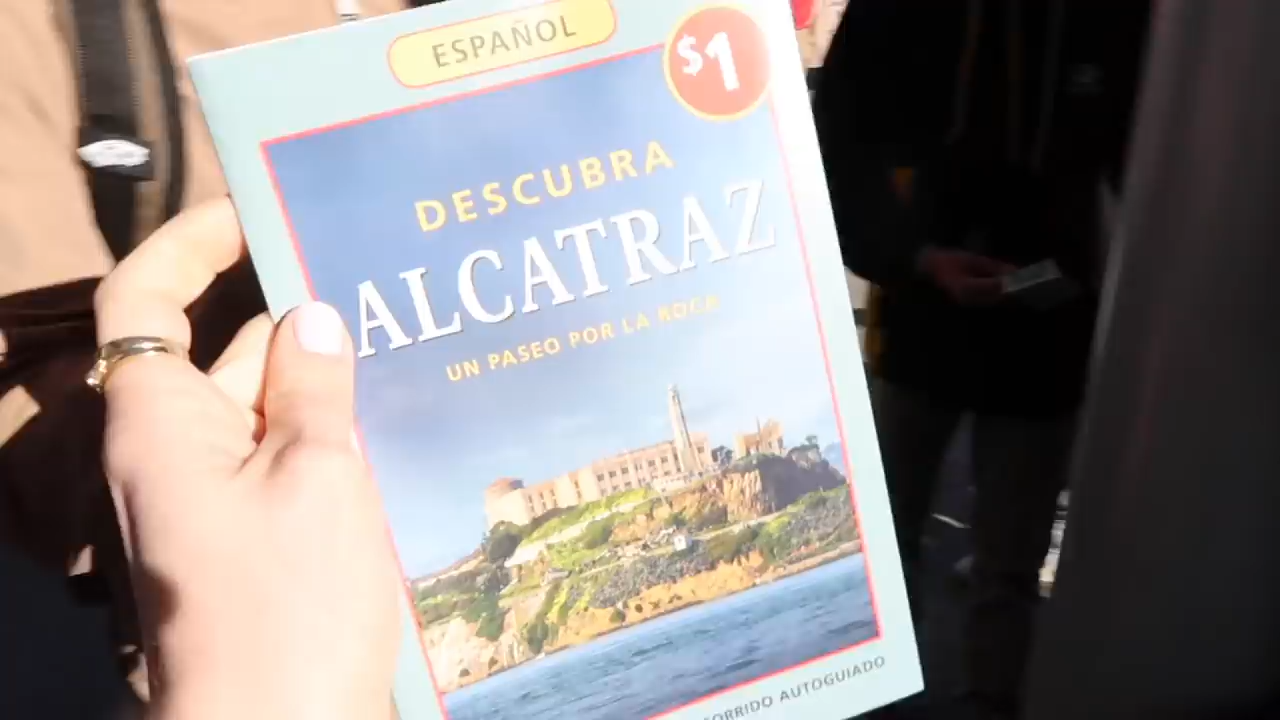 ESPAÑOL
$1
DESCUBRA
ALCATRAZ
UN PASEO POR LA ROCA
AUTOGUIADO